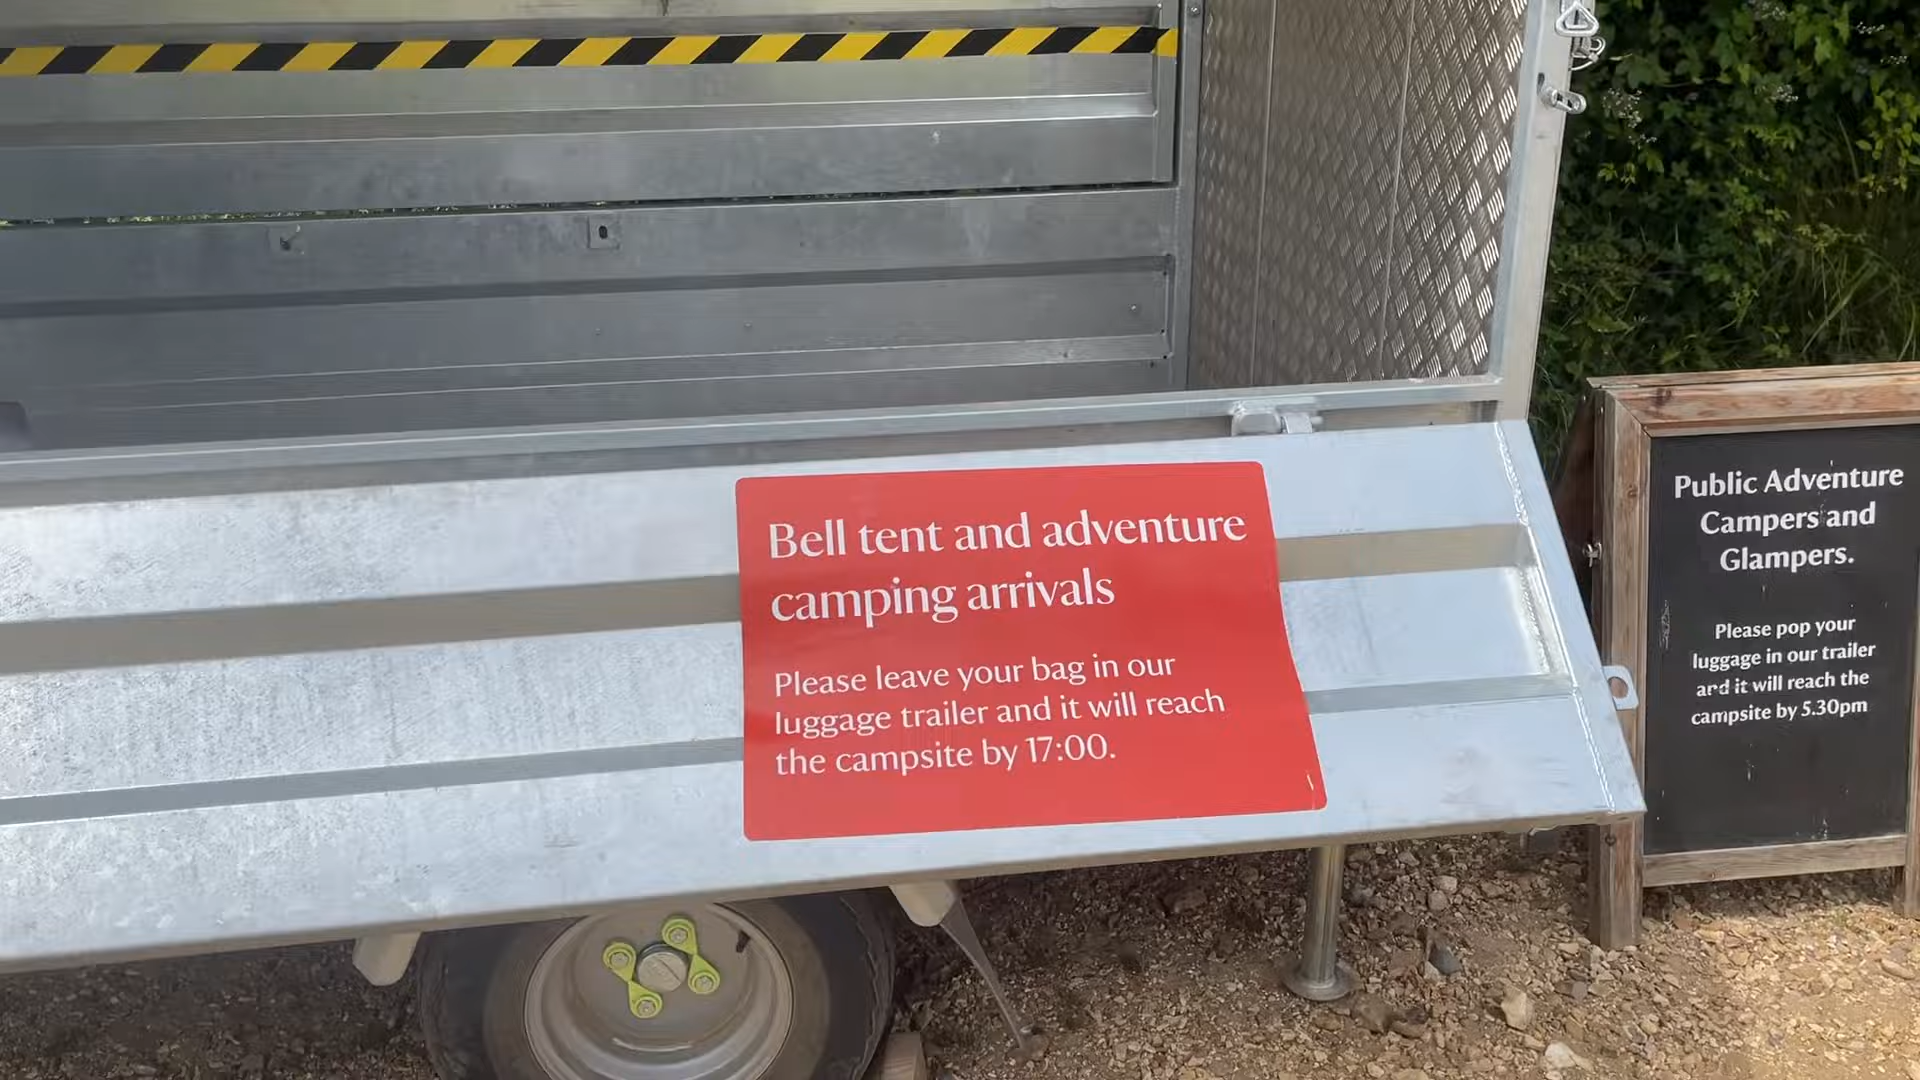 Bell tent and adventure
camping arrivals
Please leave your bag in our
luggage trailer and it will reach
the campsite by 17:00.
Public Adventure
Campers and
Glampers.
Please pop your
luggage in our trailer
and it will reach the
campsite by 5.30pm